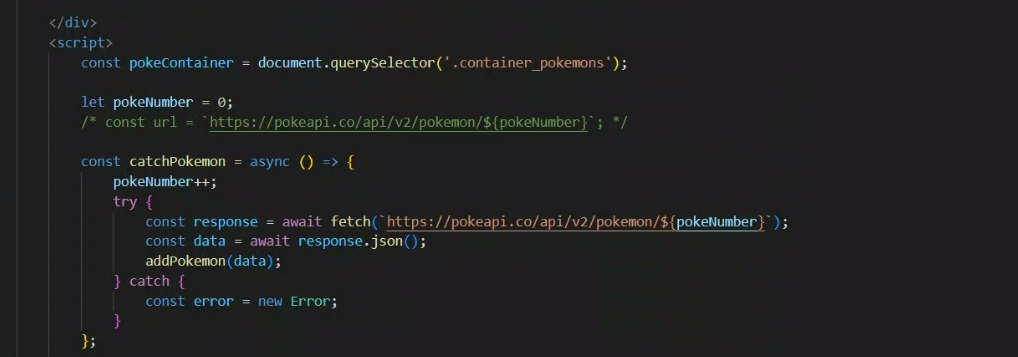 </div>
<script>
const pokeContainer = document.querySelector('.container_pokemons');
let pokeNumber = 0;
/* const url = `https://pokeapi.co/api/v2/pokemon/${pokeNumber}`; */
const catchPokemon = async () => {
pokeNumber++;
try {
const response = await fetch(`https://pokeapi.co/api/v2/pokemon/${pokeNumber}`);
const data = await response.json();
addPokemon(data);
} catch {
const error = new Error;
}
};